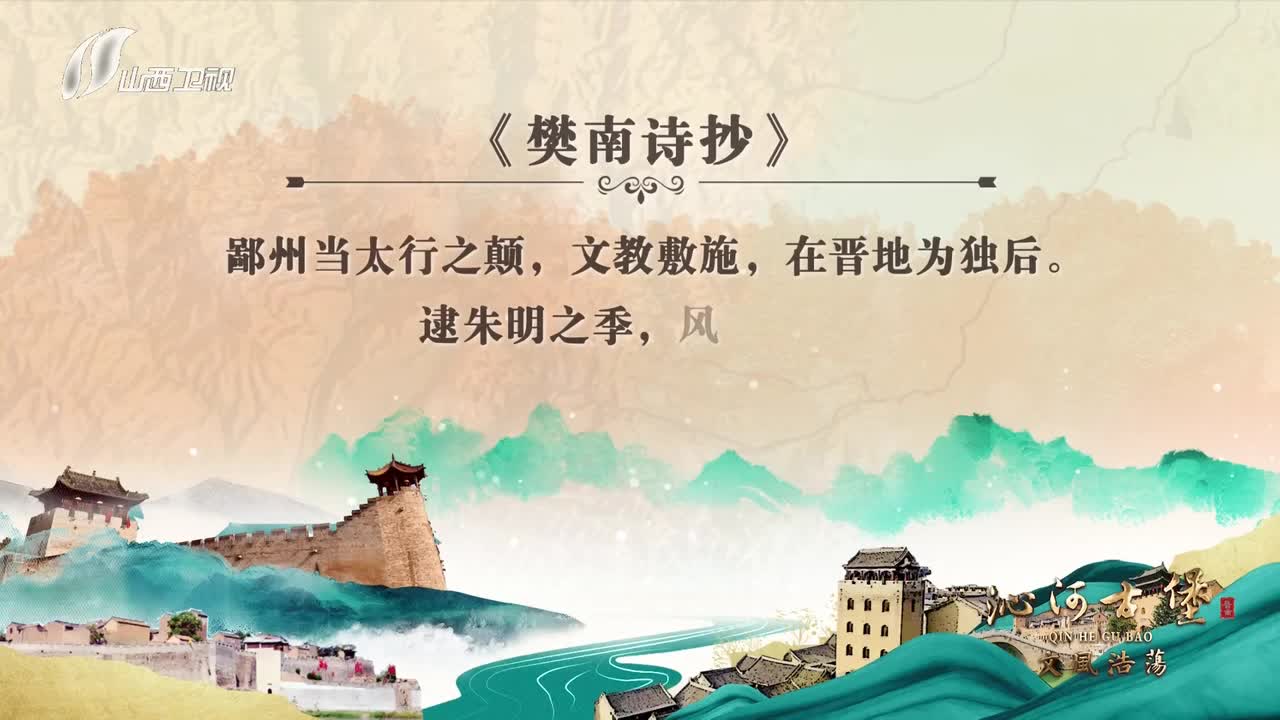 山西卫视
《樊南诗抄》
鄙州当太行之颠，文教敷施，在晋地为独后。
逮朱明之季，风
沁河古堡
QIN HE GU BAO
文風浩蕩